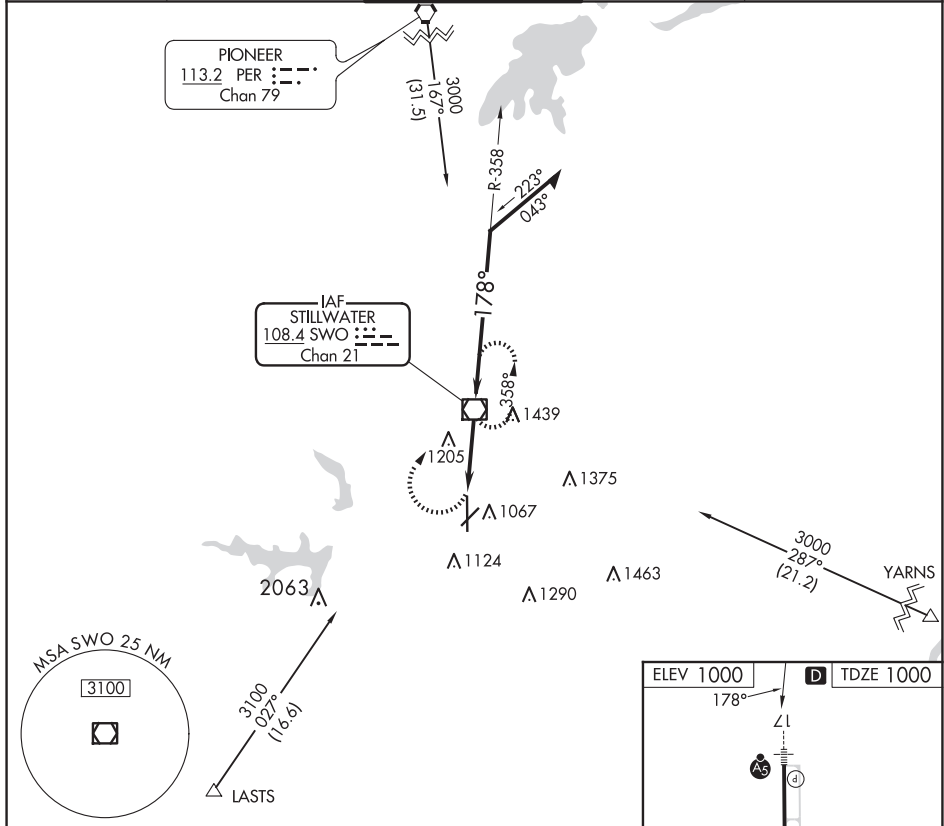 PIONEER
113.2 PER
Chan 79
3000
167°
(31.5)
R-358
223°
043°
178°
IAF
STILLWATER
108.4 SWO
Chan 21
358°
1439
1205
1375
1067
1124
1463
1290
2063
3000
287°
(21.2)
YARNS
MSA SWO 25 NM
3100
3100
027°
(16.6)
LASTS
ELEV 1000
D
TDZE 1000
178°
17
A5
P